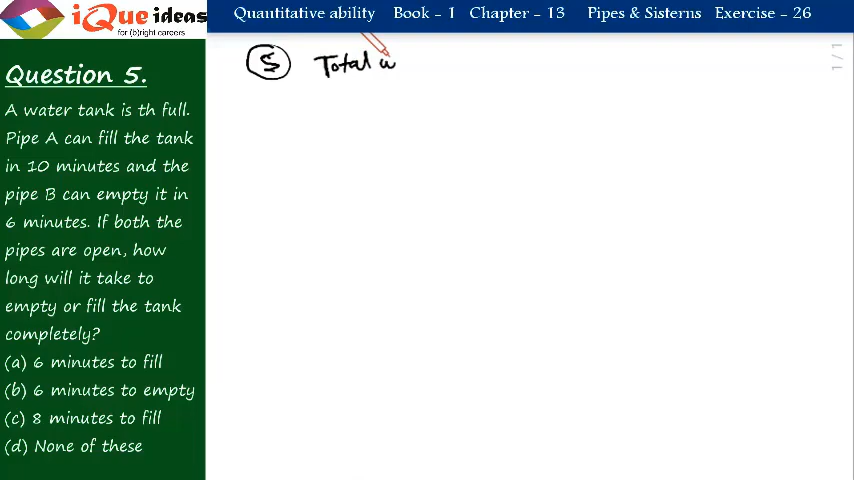 iQue ideas
for (b)right careers
Quantitative ability Book - 1 Chapter - 13 Pipes & Sisterns Exercise - 26
Question 5.
A water tank is th full.
Pipe A can fill the tank
in 10 minutes and the
pipe B can empty it in
6 minutes. If both the
pipes are open, how
long will it take to
empty or fill the tank
completely?
(a) 6 minutes to fill
(b) 6 minutes to empty
(c) 8 minutes to fill
(d) None of these
5 Total w
1/1